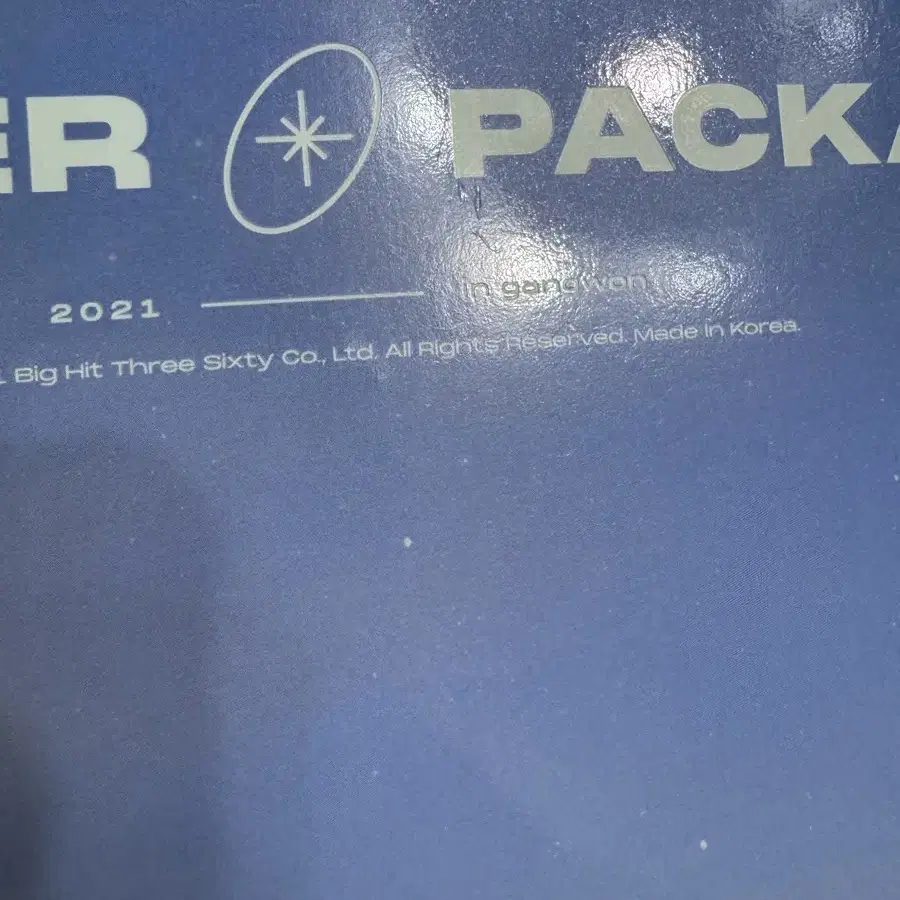 ER PACKA
2021 in gangwon
Big Hit Three Sixty Co., Ltd. All Rights Reserved. Made in Korea.